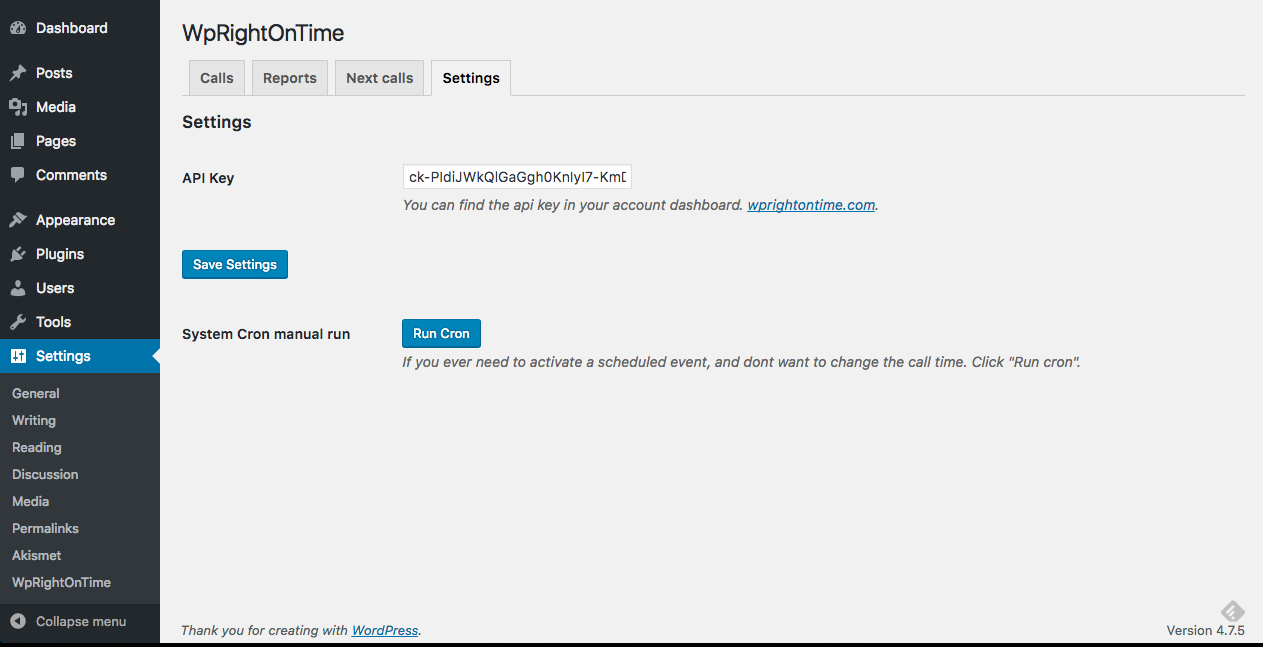 Dashboard
Posts
Media
Pages
Comments
Appearance
Plugins
Users
Tools
Settings
General
Writing
Reading
Discussion
Media
Permalinks
Akismet
WpRightOnTime
Collapse menu
WpRightOnTime
Calls
Reports
Next calls
Settings
Settings
API Key
You can find the api key in your account dashboard. wprightontime.com.
Save Settings
System Cron manual run
Run Cron
If you ever need to activate a scheduled event, and dont want to change the call time. Click "Run cron".
Thank you for creating with WordPress.
Version 4.7.5